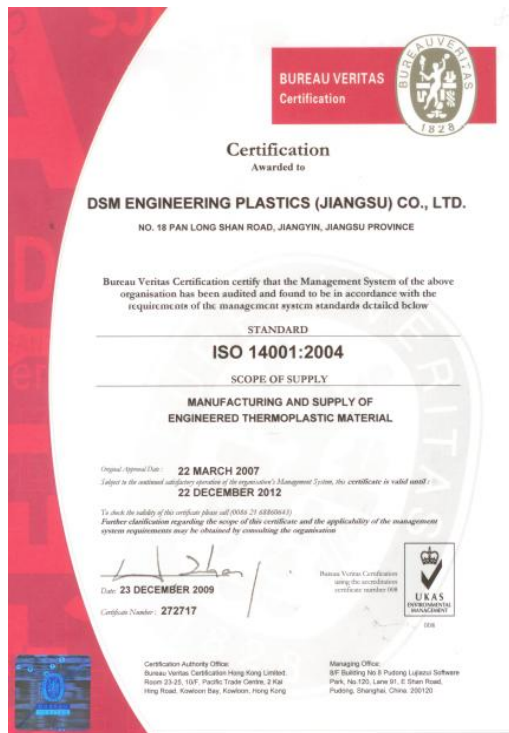 BUREAU VERITAS
Certification
BUREAU VERITAS
1828
Certification
Awarded to
DSM ENGINEERING PLASTICS (JIANGSU) CO., LTD.
NO. 18 PAN LONG SHAN ROAD, JIANGYIN, JIANGSU PROVINCE
Bureau Veritas Certification certify that the Management System of the above
organisation has been audited and found to be in accordance with the
requirements of the management system standards detailed below
STANDARD
ISO 14001:2004
SCOPE OF SUPPLY
MANUFACTURING AND SUPPLY OF
ENGINEERED THERMOPLASTIC MATERIAL
Original Approval Date : 22 MARCH 2007
Subject to the continued satisfactory operation of the organisation's Management System, this certificate is valid until :
22 DECEMBER 2012
To check the validity of this certificate please call (0086 21 68860643)
Further clarification regarding the scope of this certificate and the applicability of the management
system requirements may be obtained by consulting the organisation
Date: 23 DECEMBER 2009
Certificate Number : 272717
Bureau Veritas Certification
using the accreditation
certificate number 008
UKAS
ENVIRONMENTAL
MANAGEMENT
008
Certification Authority Office:
Bureau Veritas Certification Hong Kong Limited.
Room 23-25, 10/F, Pacific Trade Centre, 2 Kai
Hing Road, Kowloon Bay, Kowloon, Hong Kong
Managing Office:
8/F Building No 8 Pudong Lujiazui Software
Park, No.120, Lane 91, E Shan Road,
Pudong, Shanghai, China. 200120